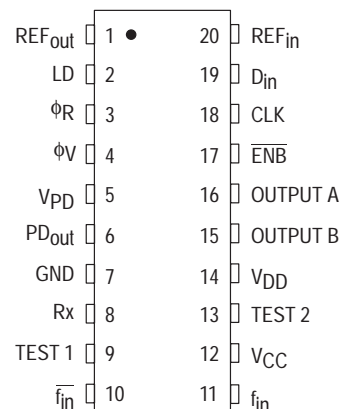 REFout 1 20 REFin
LD 2 19 Din
ϕR 3 18 CLK
ϕV 4 17 E̅N̅B̅
VPD 5 16 OUTPUT A
PDout 6 15 OUTPUT B
GND 7 14 VDD
Rx 8 13 TEST 2
TEST 1 9 12 VCC
f̅i̅n̅ 10 11 fin